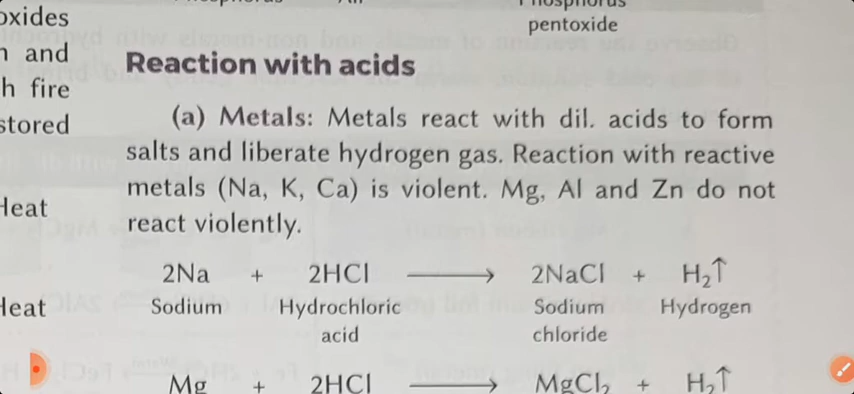 pentoxide
oxides
and
h fire
stored
Heat
Heat
Reaction with acids
(a) Metals: Metals react with dil. acids to form
salts and liberate hydrogen gas. Reaction with reactive
metals (Na, K, Ca) is violent. Mg, Al and Zn do not
react violently.
2Na + 2HCl ⟶ 2NaCl + H₂↑
Sodium Hydrochloric Sodium Hydrogen
acid chloride
Mg + 2HCl ⟶ MgCl₂ + H₂↑